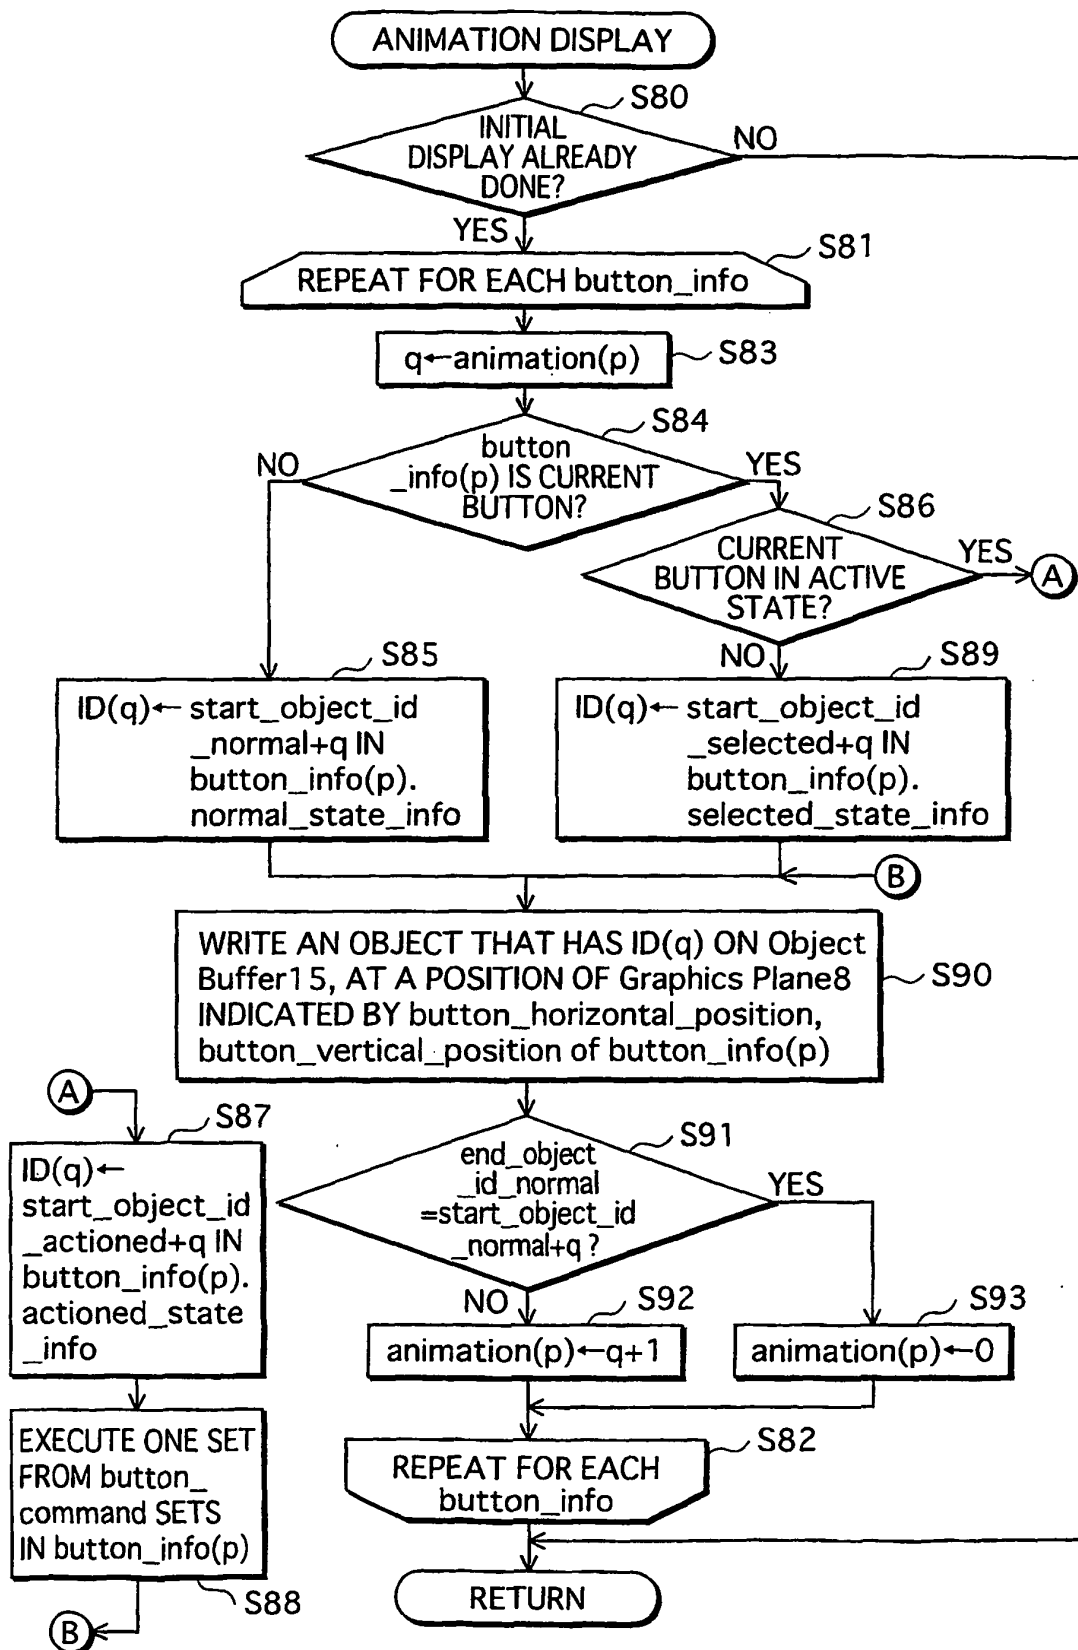 ANIMATION DISPLAY
S80
INITIAL
DISPLAY ALREADY
DONE?
NO
YES
S81
REPEAT FOR EACH button_info
q←animation(p)
S83
S84
button
_info(p) IS CURRENT
BUTTON?
NO
YES
S86
CURRENT
BUTTON IN ACTIVE
STATE?
YES
A
NO
S85
ID(q)← start_object_id
_normal+q IN
button_info(p).
normal_state_info
S89
ID(q)← start_object_id
_selected+q IN
button_info(p).
selected_state_info
B
WRITE AN OBJECT THAT HAS ID(q) ON Object
Buffer15, AT A POSITION OF Graphics Plane8
INDICATED BY button_horizontal_position,
button_vertical_position of button_info(p)
S90
A
S87
ID(q)←
start_object_id
_actioned+q IN
button_info(p).
actioned_state
_info
EXECUTE ONE SET
FROM button_
command SETS
IN button_info(p)
S88
B
S91
end_object
_id_normal
=start_object_id
_normal+q ?
YES
NO
S92
animation(p)←q+1
S93
animation(p)←0
S82
REPEAT FOR EACH
button_info
RETURN